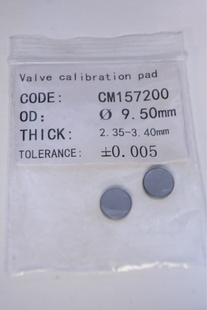 Valve calibration pad
CODE: CM157200
OD: Ø 9.50mm
THICK: 2.35-3.40mm
TOLERANCE: ±0.005